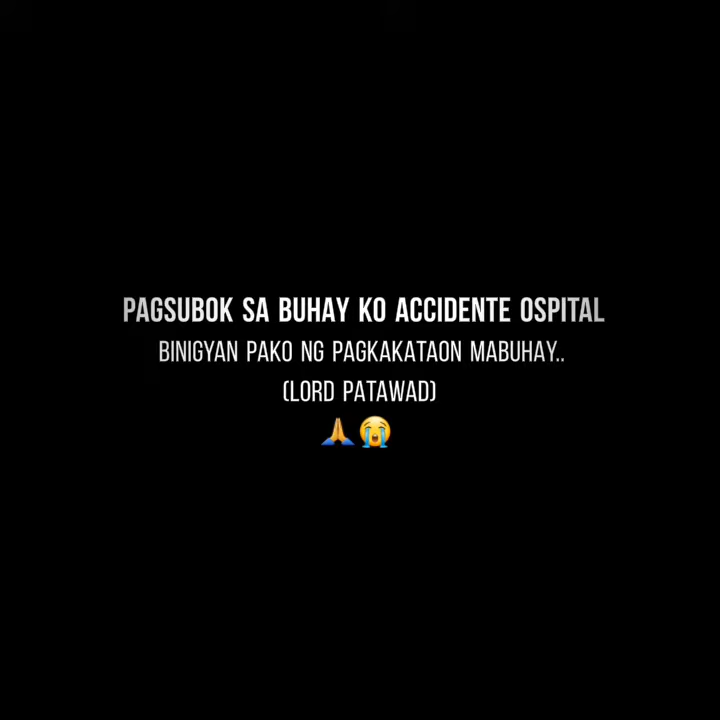 PAGSUBOK SA BUHAY KO ACCIDENTE OSPITAL
BINIGYAN PAKO NG PAGKAKATAON MABUHAY..
(LORD PATAWAD)
🙏😭